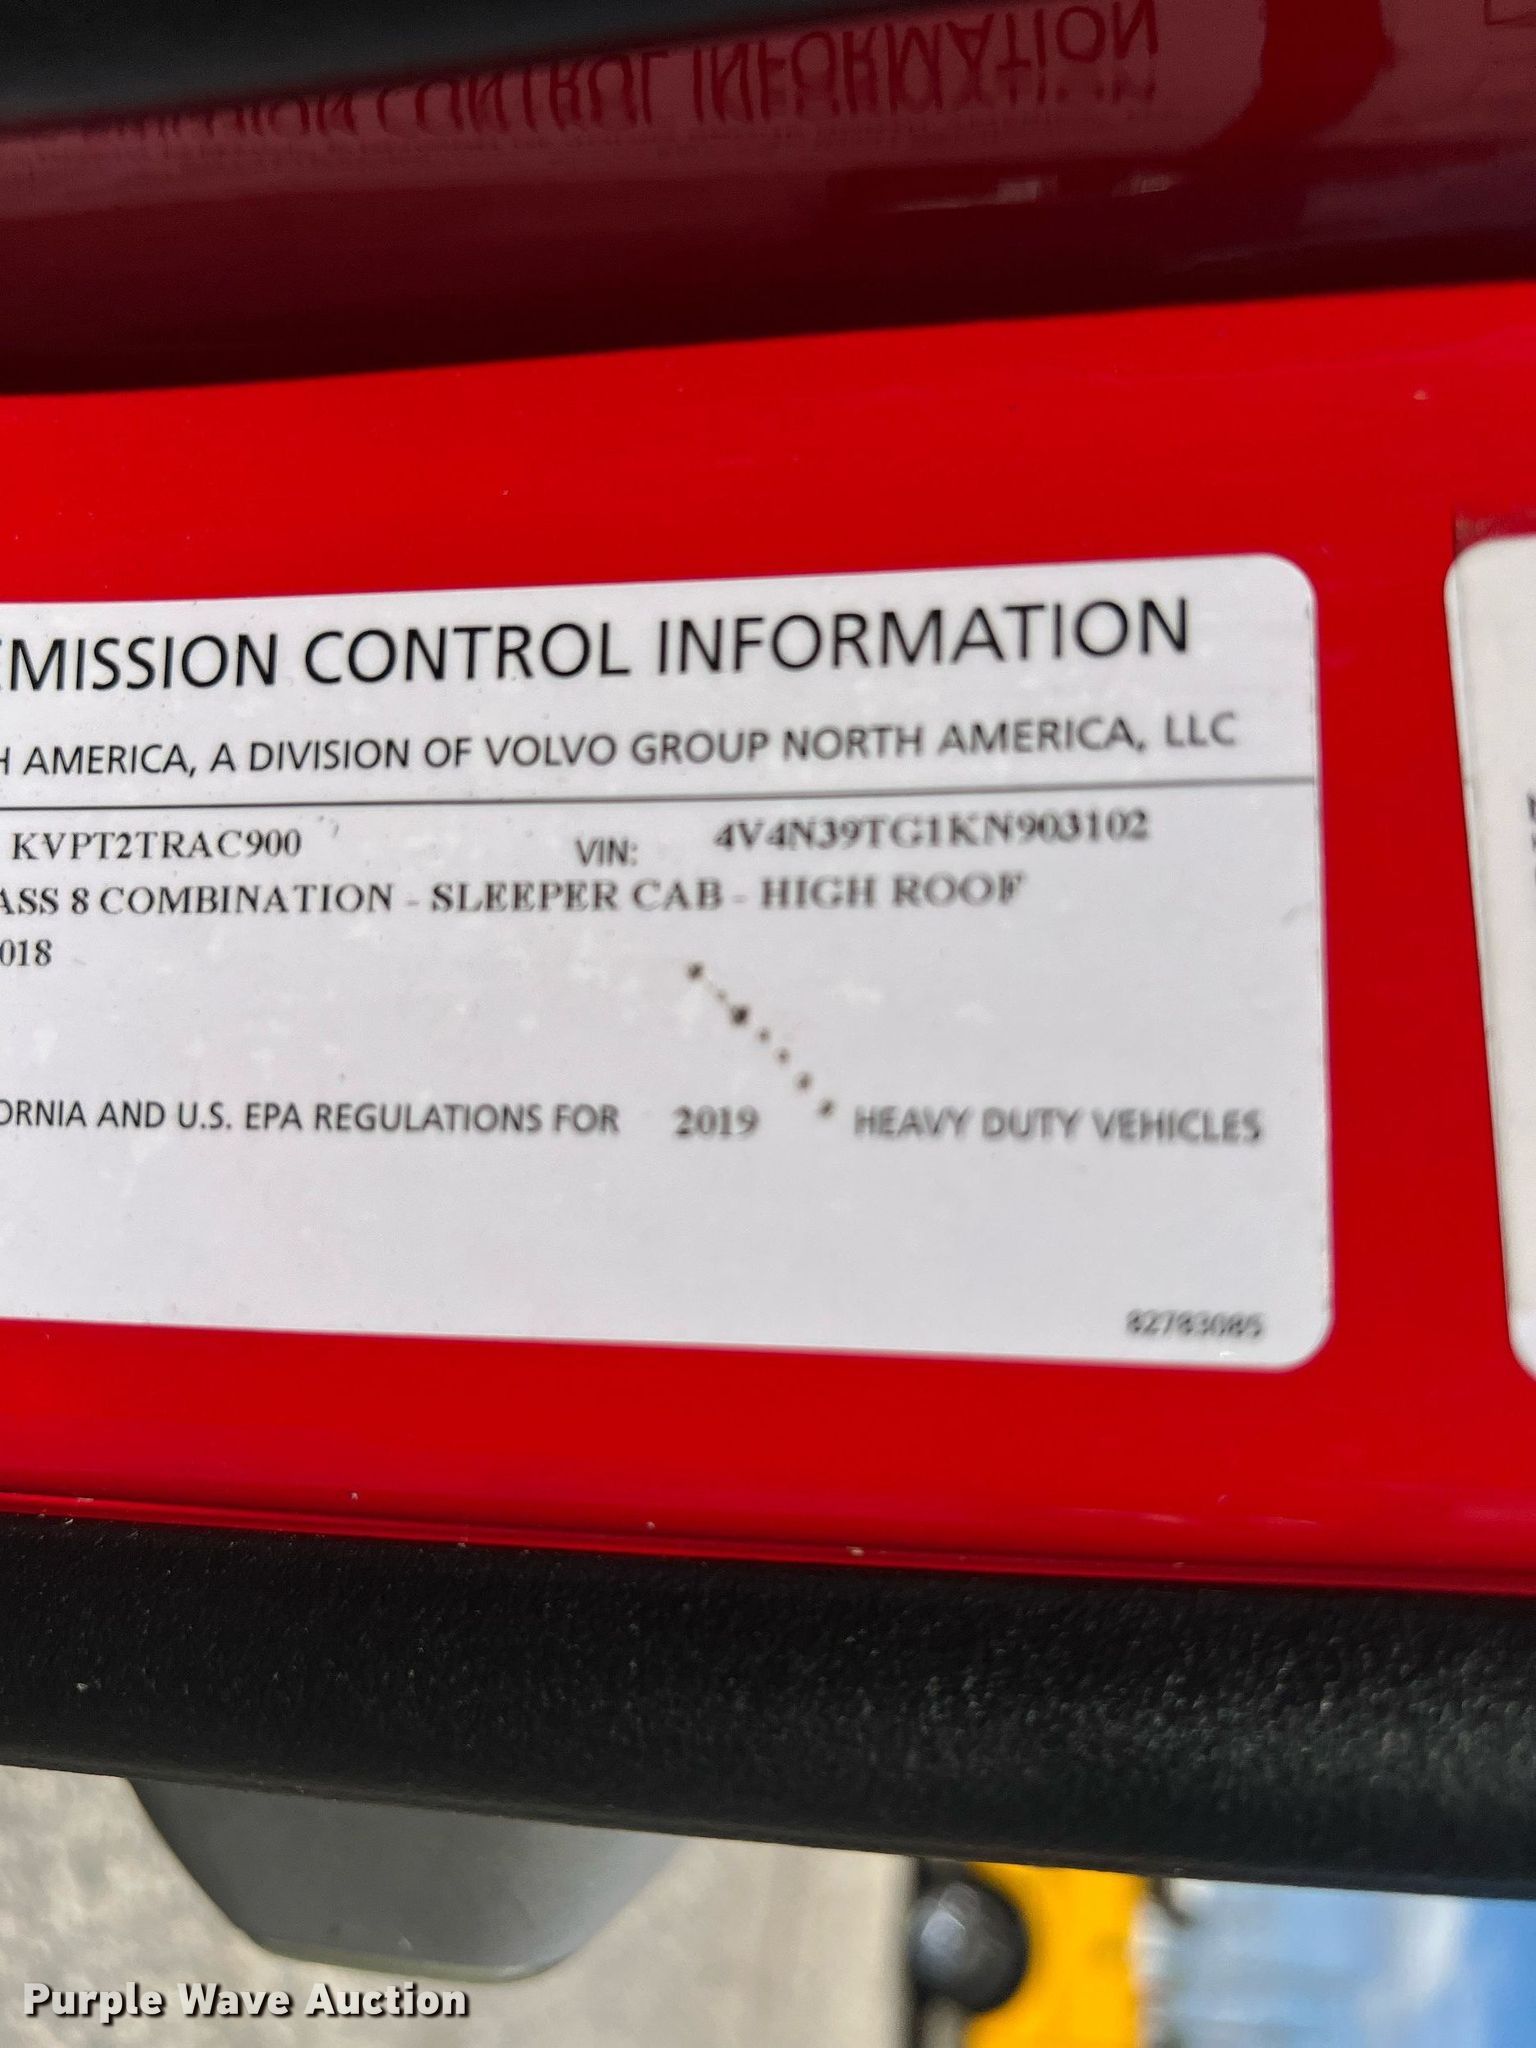 EMISSION CONTROL INFORMATION
H AMERICA, A DIVISION OF VOLVO GROUP NORTH AMERICA, LLC
KVPT2TRAC900 VIN: 4V4N39TG1KN903102
ASS 8 COMBINATION - SLEEPER CAB - HIGH ROOF
018
ORNIA AND U.S. EPA REGULATIONS FOR 2019 HEAVY DUTY VEHICLES
82783085
Purple Wave Auction